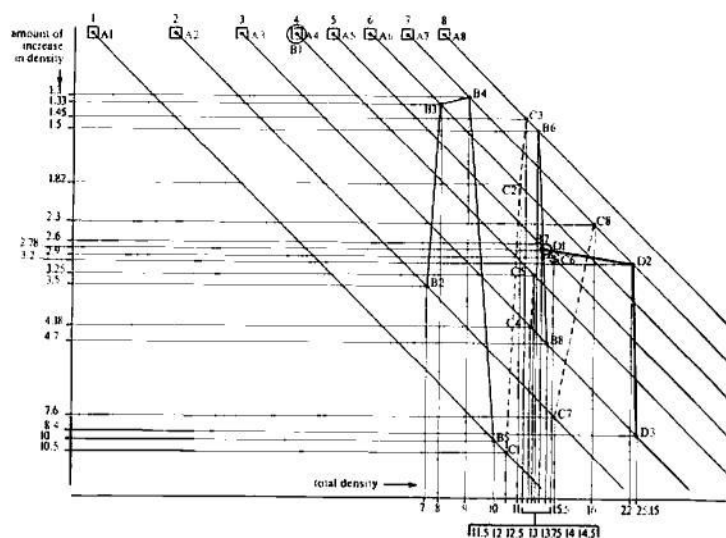 1 2 3 4 5 6 7 8
A1 A2 A3 A4 A5 A6 A7 A8
B1
amount of
increase
in density
1.33
1.45
1.5
1.82
2.3
2.6
2.78
2.9
3.2
3.25
3.5
4.18
4.7
7.6
8.4
10
10.5
B3 B4
C3
B6
C2
C8
D1
C6
D2
B2
C5
C4
B8
C7
B5
C1
D3
total density
7 8 9 10 11 15.5 16 22 25.15
11.5 12 12.5 13 13.75 14 14.5